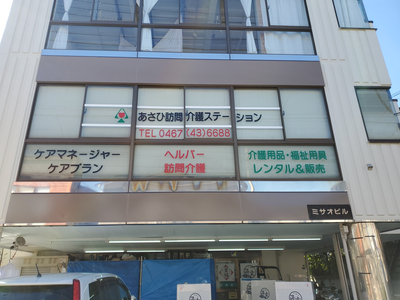 あさひ訪問介護ステーション
TEL 0467 (43) 6688
ケアマネージャー
ケアプラン
ヘルパー
訪問介護
介護用品・福祉用具
レンタル&販売
ミサオビル